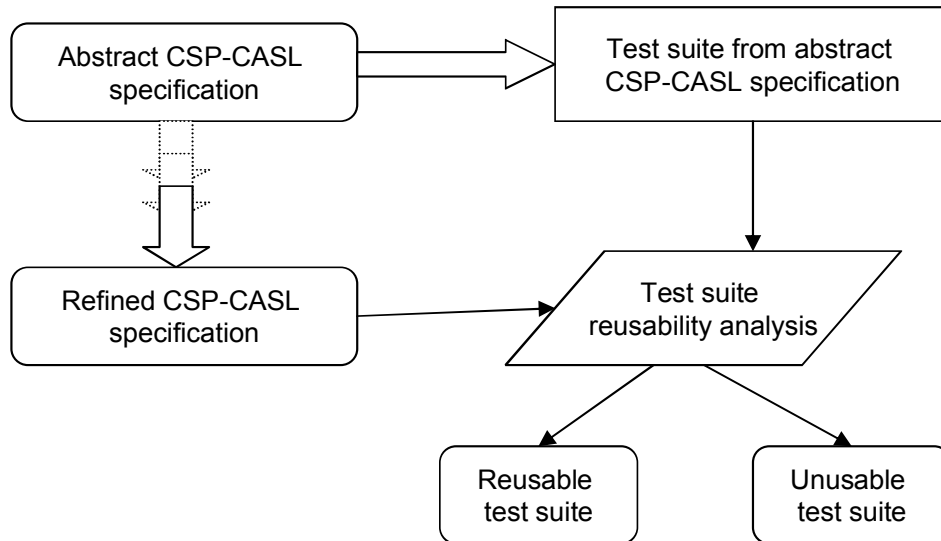 Abstract CSP-CASL
specification
Test suite from abstract
CSP-CASL specification
Refined CSP-CASL
specification
Test suite
reusability analysis
Reusable
test suite
Unusable
test suite